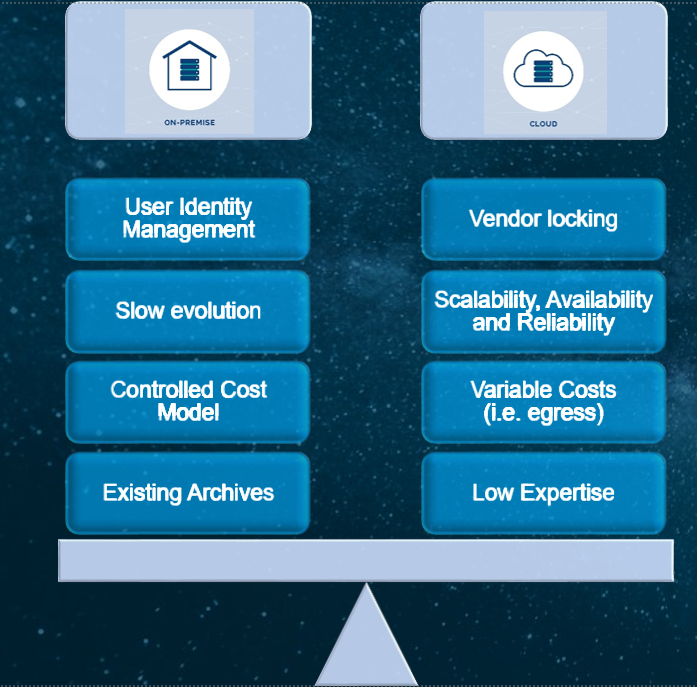 ON-PREMISE
CLOUD
User Identity
Management
Vendor locking
Slow evolution
Scalability, Availability
and Reliability
Controlled Cost
Model
Variable Costs
(i.e. egress)
Existing Archives
Low Expertise